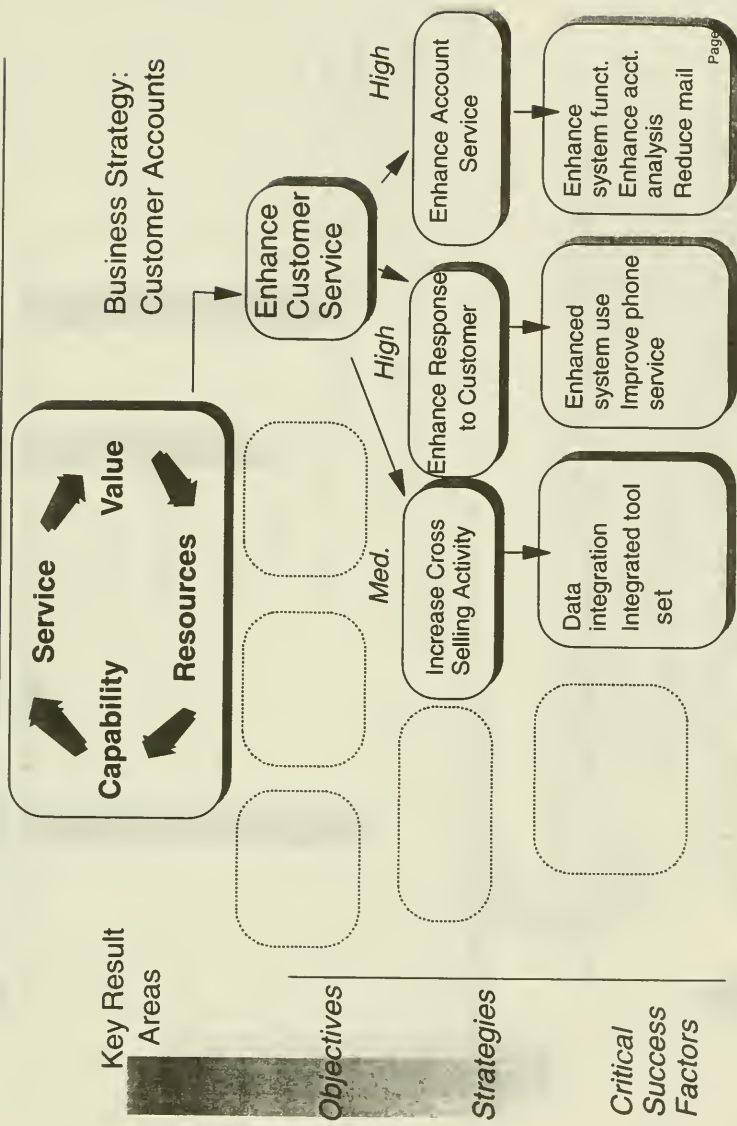 Key Result
Areas
Service
Capability
Value
Resources
Business Strategy:
Customer Accounts
Objectives
Enhance
Customer
Service
Strategies
Med.
High
High
Increase Cross
Selling Activity
Enhance Response
to Customer
Enhance Account
Service
Critical
Success
Factors
Data
integration
Integrated tool
set
Enhanced
system use
Improve phone
service
Enhance
system funct.
Enhance acct.
analysis
Reduce mail
Page